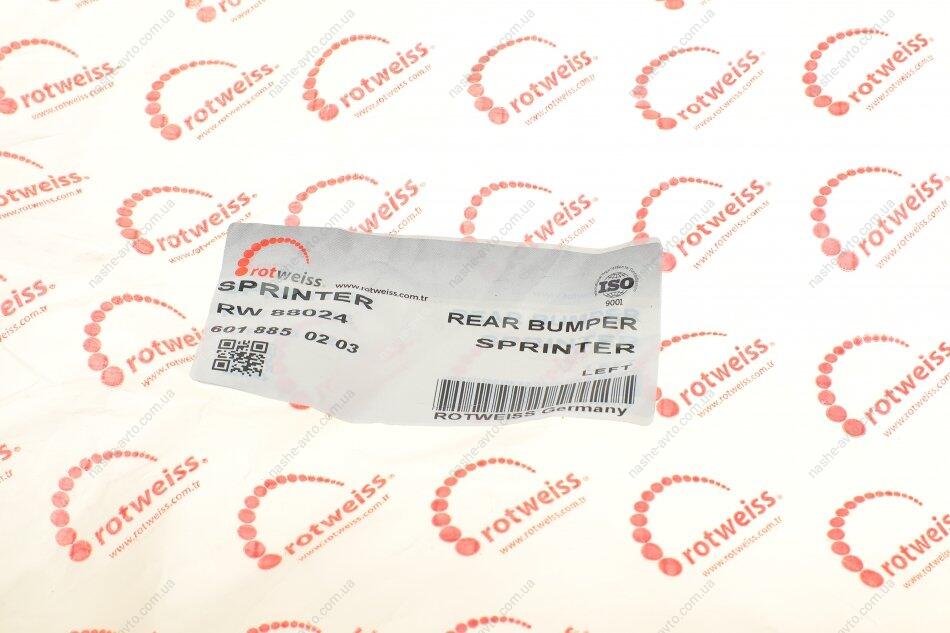 rotweiss.
www.rotweiss.com.tr
SPRINTER
RW 88024
601 885 02 03
ISO
9001
REAR BUMPER
SPRINTER
LEFT
ROTWEISS Germany
rotweiss.
www.rotweiss.com.tr
nashe-avto.com.ua